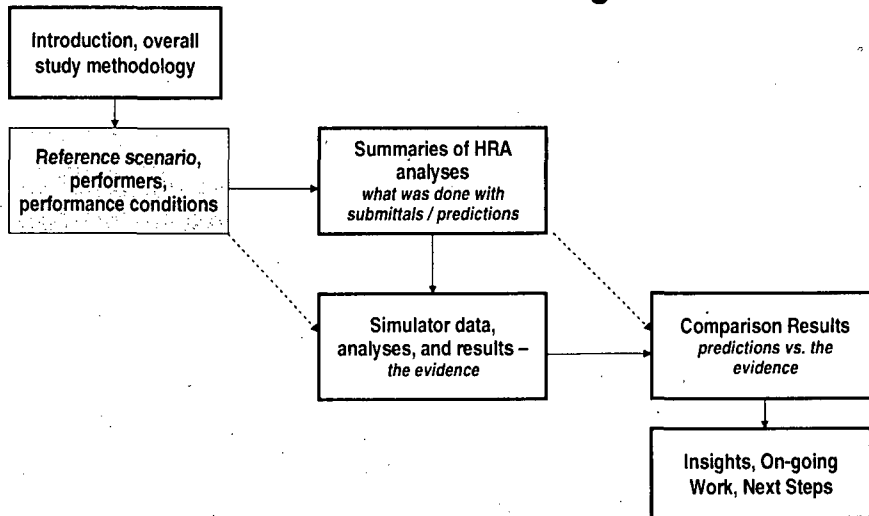 Introduction, overall
study methodology
Reference scenario,
performers,
performance conditions
Summaries of HRA
analyses
what was done with
submittals / predictions
Simulator data,
analyses, and results –
the evidence
Comparison Results
predictions vs. the
evidence
Insights, On-going
Work, Next Steps